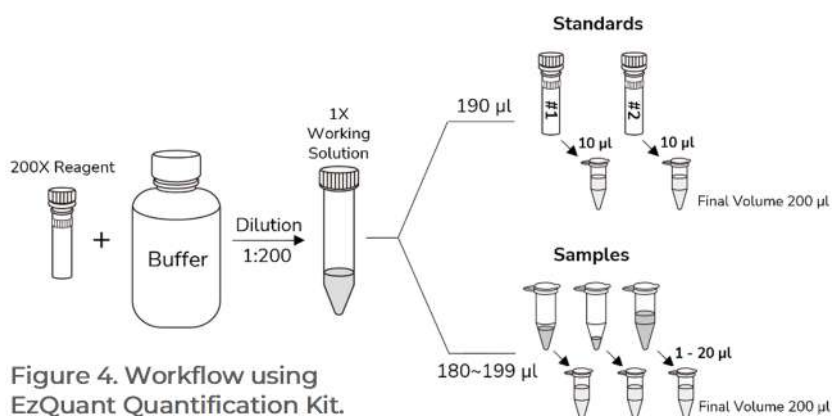 Standards
#1
#2
190 µl
10 µl
10 µl
Final Volume 200 µl
1X
Working
Solution
200X Reagent
+
Buffer
Dilution
1:200
Samples
180~199 µl
1 - 20 µl
Final Volume 200 µl
Figure 4. Workflow using
EzQuant Quantification Kit.